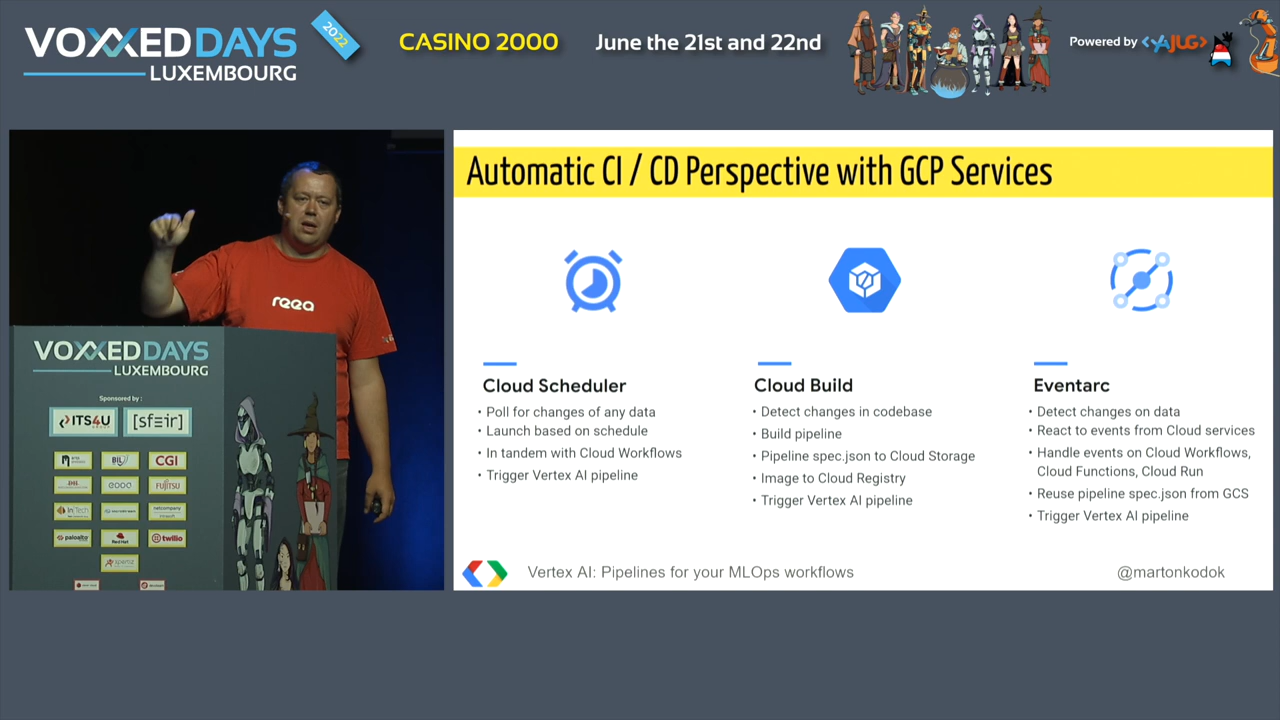 VOXXED DAYS
LUXEMBOURG
2022
CASINO 2000
June the 21st and 22nd
Powered by <YAJUG>
reea
VOXXED DAYS
LUXEMBOURG
Sponsored by :
ITS4U
[sfeir]
BIL
CGI
FUJITSU
InTech
paloalto
Red Hat
twilio
Automatic CI / CD Perspective with GCP Services
Cloud Scheduler
• Poll for changes of any data
• Launch based on schedule
• In tandem with Cloud Workflows
• Trigger Vertex AI pipeline
Cloud Build
• Detect changes in codebase
• Build pipeline
• Pipeline spec.json to Cloud Storage
• Image to Cloud Registry
• Trigger Vertex AI pipeline
Eventarc
• Detect changes on data
• React to events from Cloud services
• Handle events on Cloud Workflows,
Cloud Functions, Cloud Run
• Reuse pipeline spec.json from GCS
• Trigger Vertex AI pipeline
Vertex AI: Pipelines for your MLOps workflows
@martonkodok